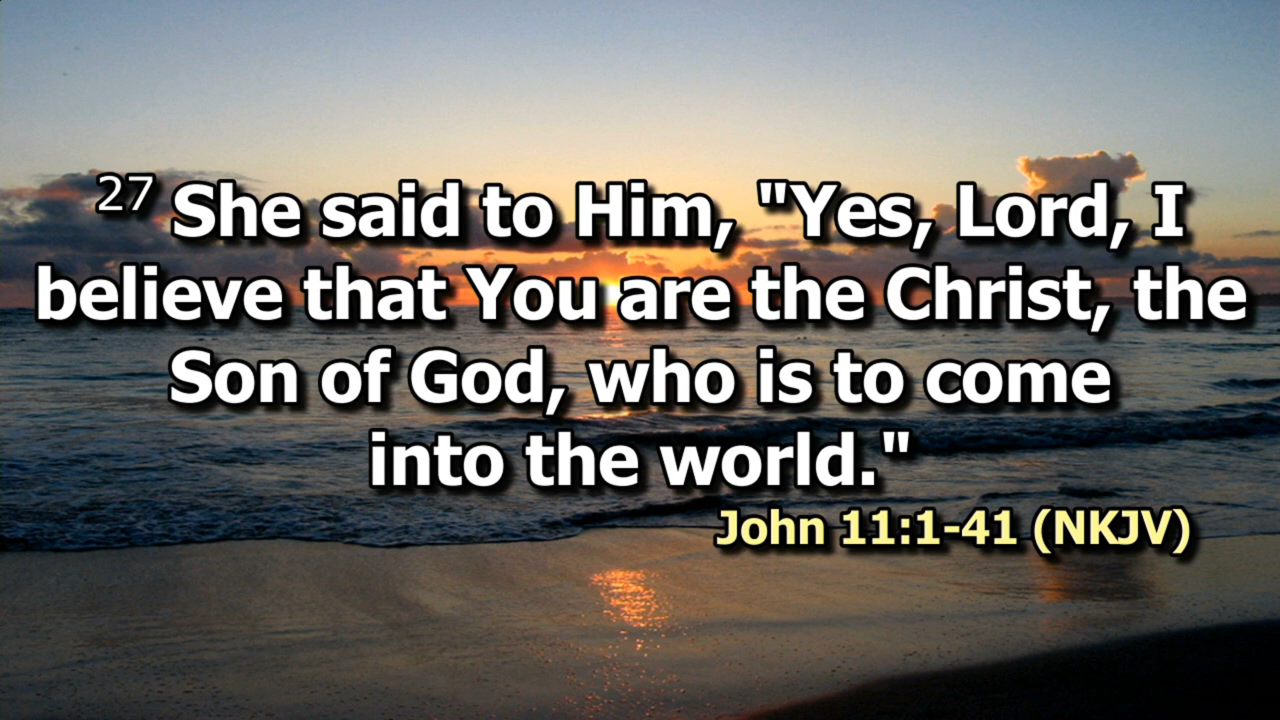 27 She said to Him, "Yes, Lord, I
believe that You are the Christ, the
Son of God, who is to come
into the world."
John 11:1-41 (NKJV)